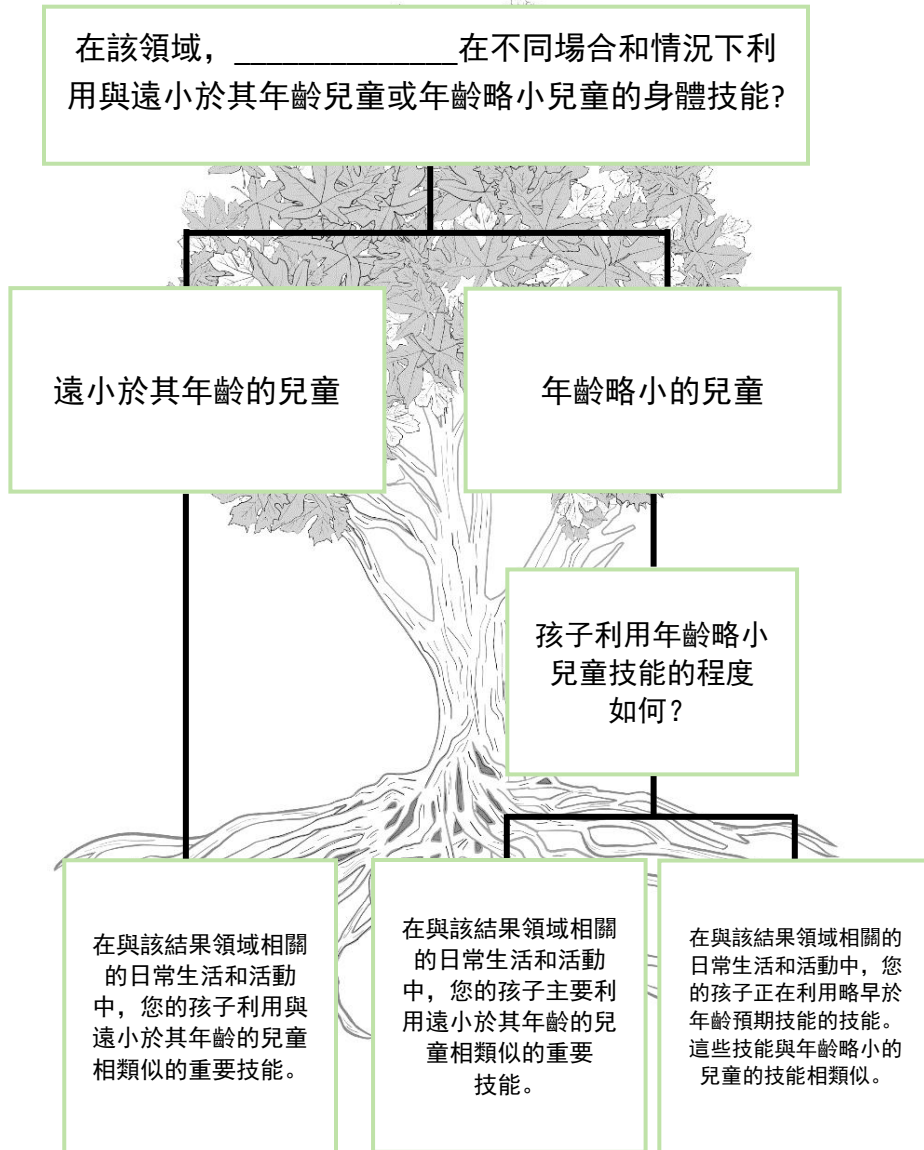 在該領域，______________在不同場合和情況下利
用與遠小於其年齡兒童或年齡略小兒童的身體技能?
遠小於其年齡的兒童
年齡略小的兒童
孩子利用年齡略小
兒童技能的程度
如何？
在與該結果領域相關
的日常生活和活動
中，您的孩子利用與
遠小於其年齡的兒童
相類似的重要技能。
在與該結果領域相關
的日常生活和活動
中，您的孩子主要利
用遠小於其年齡的兒
童相類似的重要
技能。
在與該結果領域相關的
日常生活和活動中，您
的孩子正在利用略早於
年齡預期技能的技能。
這些技能與年齡略小的
兒童的技能相類似。